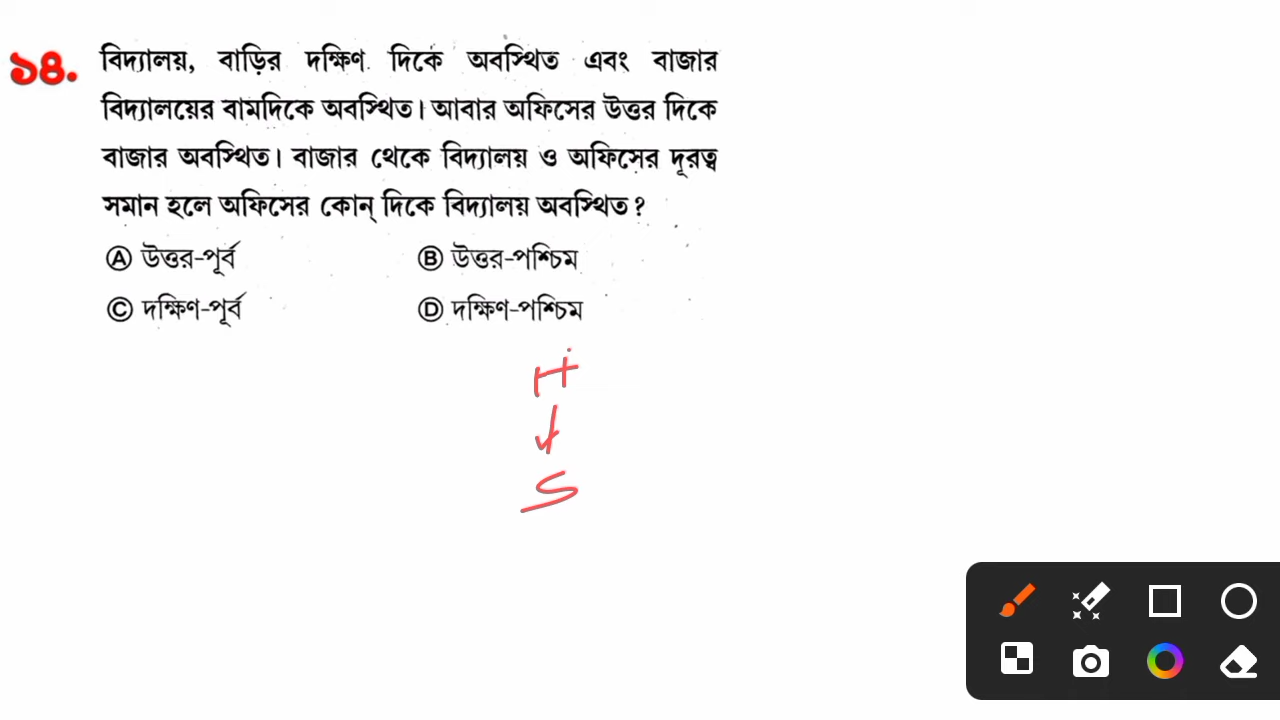 ১৪. বিদ্যালয়, বাড়ির দক্ষিণ দিকে অবস্থিত এবং বাজার
বিদ্যালয়ের বামদিকে অবস্থিত। আবার অফিসের উত্তর দিকে
বাজার অবস্থিত। বাজার থেকে বিদ্যালয় ও অফিসের দূরত্ব
সমান হলে অফিসের কোন্ দিকে বিদ্যালয় অবস্থিত?
Ⓐ উত্তর-পূর্ব Ⓑ উত্তর-পশ্চিম
Ⓒ দক্ষিণ-পূর্ব Ⓓ দক্ষিণ-পশ্চিম
H
S